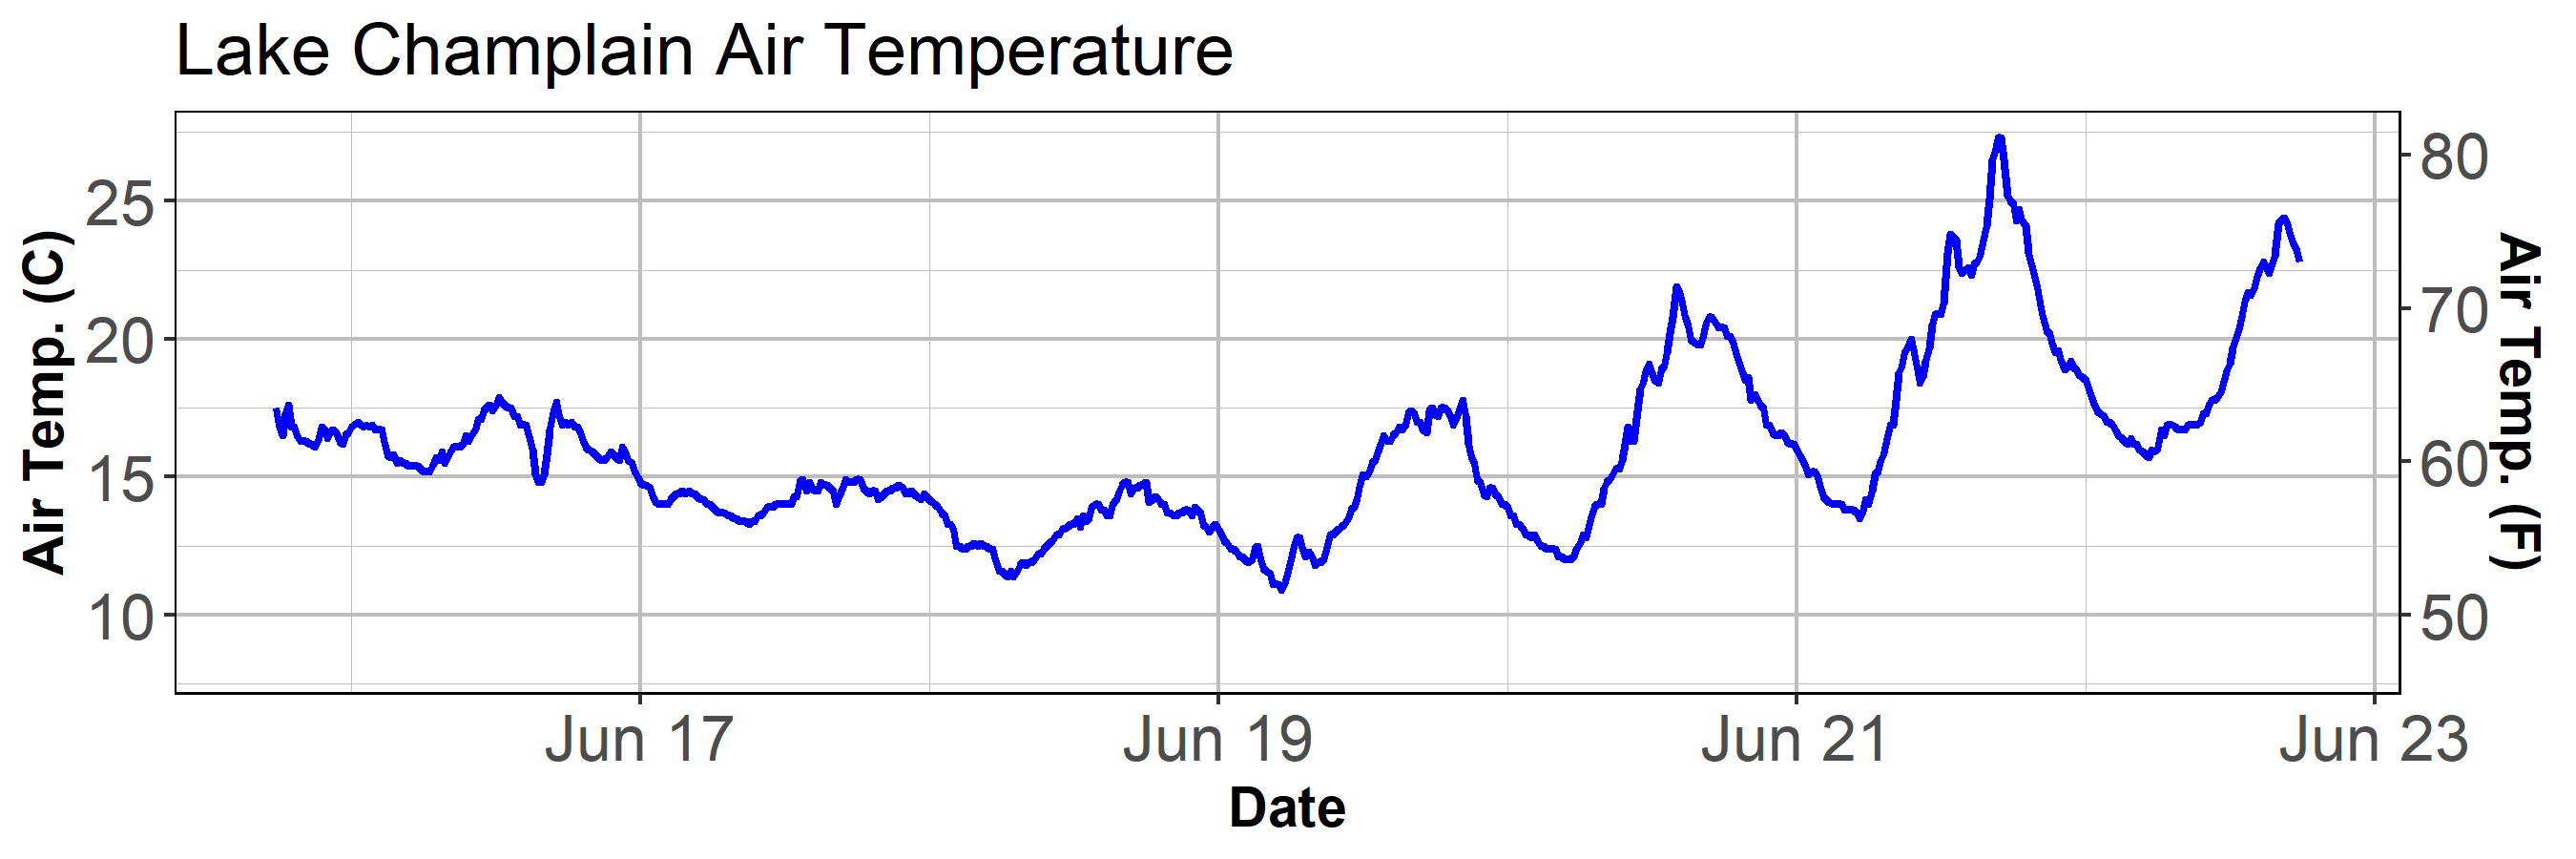 Lake Champlain Air Temperature
Air Temp. (C)
25
20
15
10
80
70
60
50
Air Temp. (F)
Jun 17
Jun 19
Jun 21
Jun 23
Date